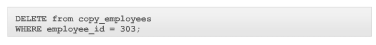 DELETE from copy_employees
WHERE employee_id = 303;